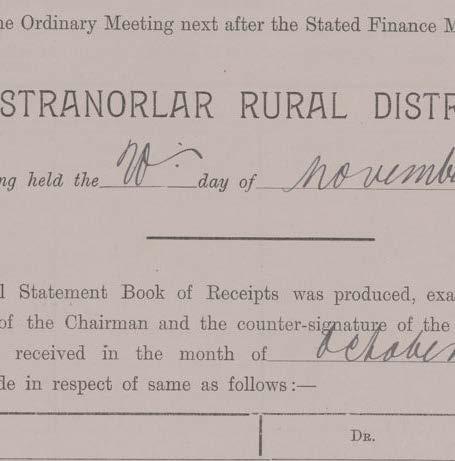 he Ordinary Meeting next after the Stated Finance M
STRANORLAR RURAL DISTR
ng held the 20th day of Novembe
l Statement Book of Receipts was produced, exa
of the Chairman and the counter-signature of the
received in the month of October
de in respect of same as follows:—
DR.